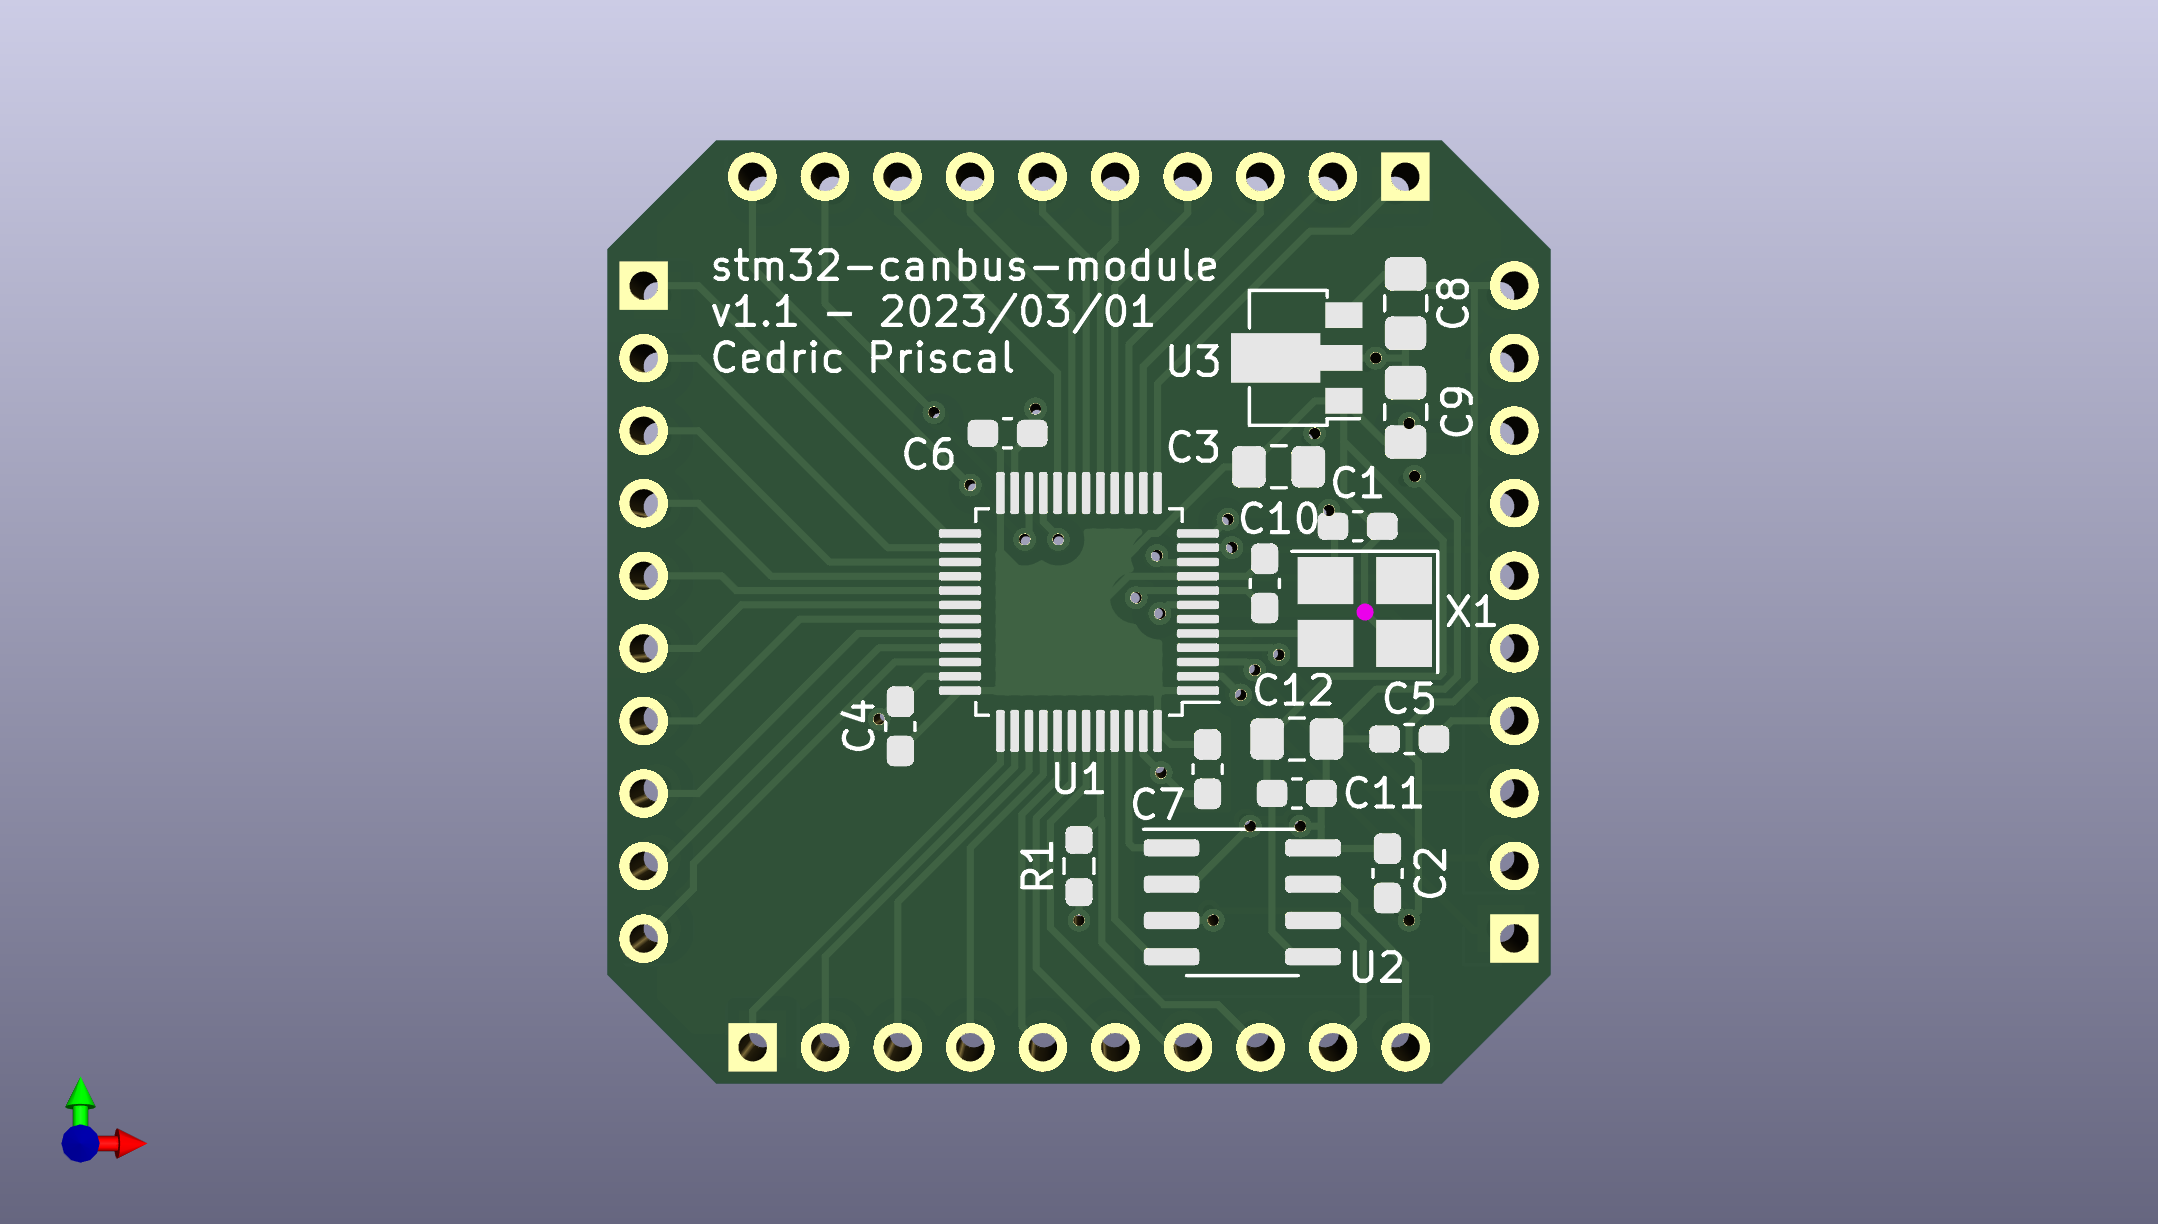 stm32-canbus-module
v1.1 - 2023/03/01
Cedric Priscal
C8
U3
C9
C3
C6
C1
C10
X1
C12
C5
C4
U1
C7
C11
R1
C2
U2